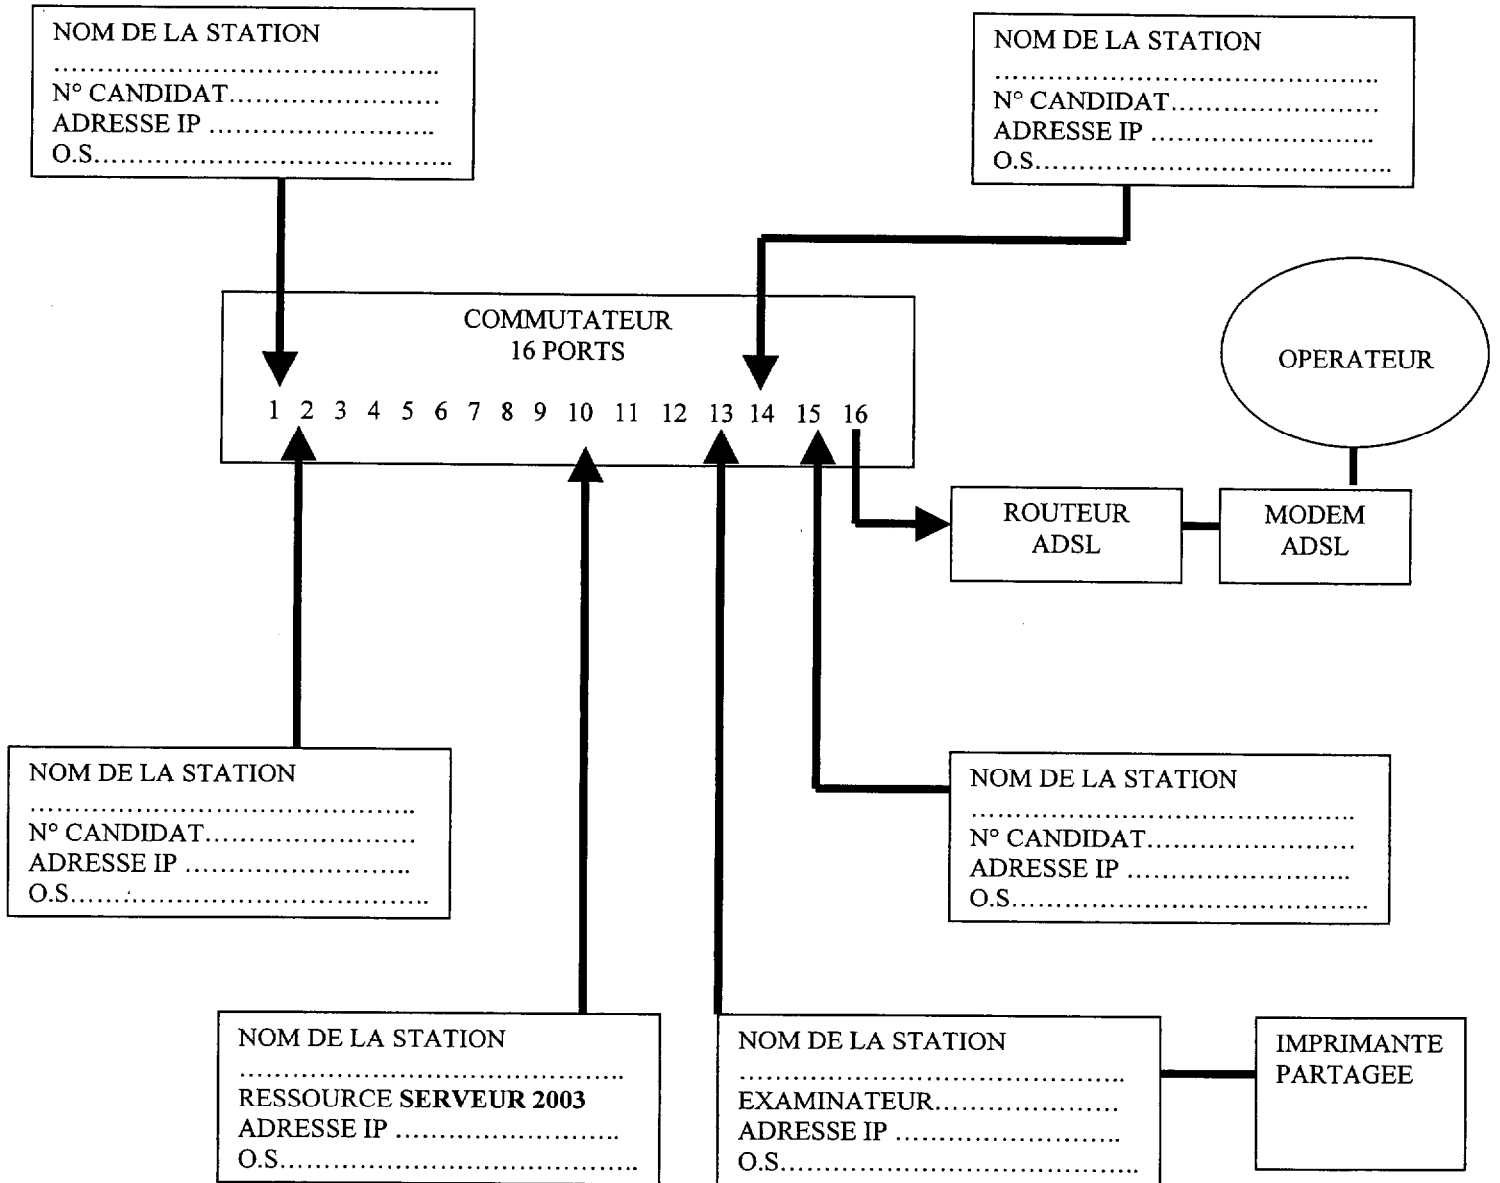 NOM DE LA STATION
……………………………………..
N° CANDIDAT……………………
ADRESSE IP ……………………..
O.S…………………………………..
NOM DE LA STATION
……………………………………..
N° CANDIDAT……………………
ADRESSE IP ……………………..
O.S…………………………………..
COMMUTATEUR
16 PORTS
1 2 3 4 5 6 7 8 9 10 11 12 13 14 15 16
OPERATEUR
ROUTEUR
ADSL
MODEM
ADSL
NOM DE LA STATION
……………………………………..
N° CANDIDAT……………………
ADRESSE IP ……………………..
O.S…………………………………..
NOM DE LA STATION
……………………………………..
N° CANDIDAT……………………
ADRESSE IP ……………………..
O.S…………………………………..
NOM DE LA STATION
……………………………………..
RESSOURCE SERVEUR 2003
ADRESSE IP ……………………..
O.S…………………………………..
NOM DE LA STATION
……………………………………..
EXAMINATEUR…………………
ADRESSE IP ……………………..
O.S…………………………………..
IMPRIMANTE
PARTAGEE